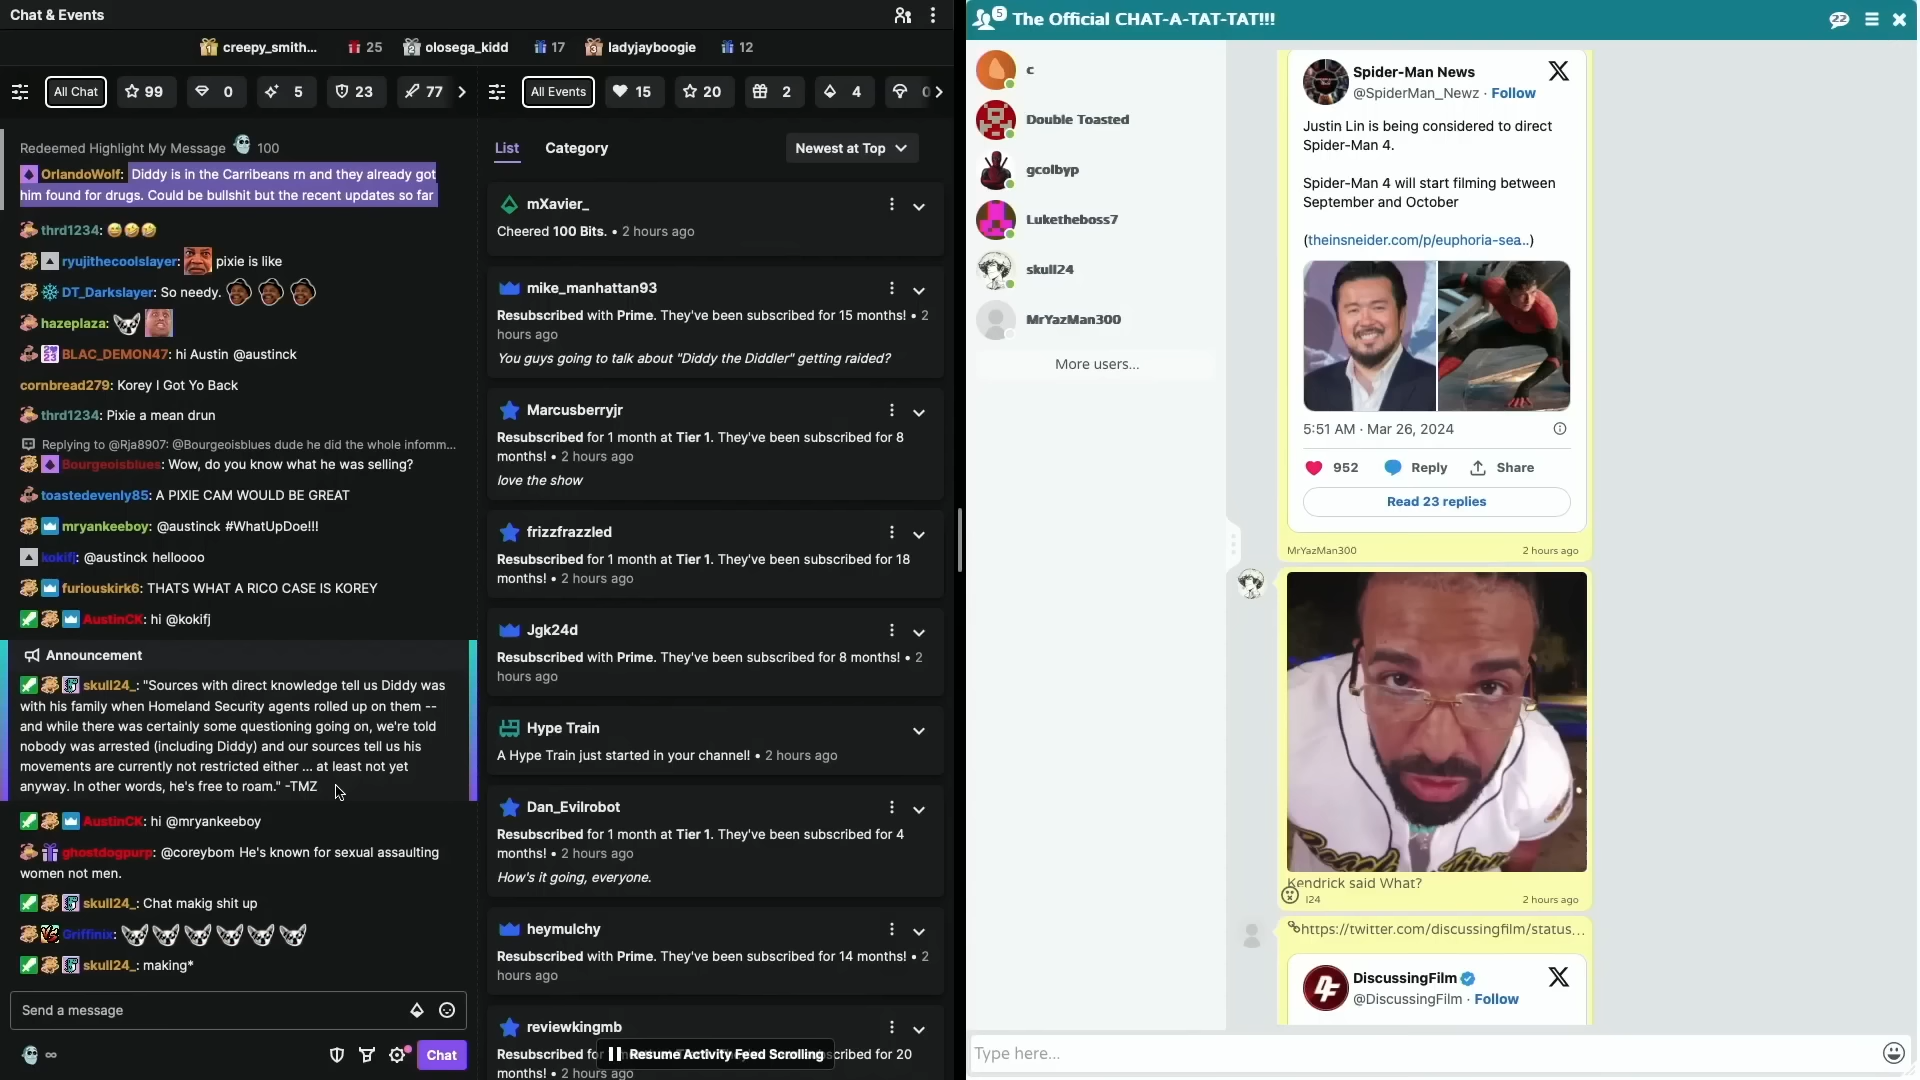 Chat & Events
creepy_smith... 25 olosega_kidd 17 ladyjayboogie 12
All Chat 99 0 5 23 77
Redeemed Highlight My Message 100
OrlandoWolf: Diddy is in the Carribeans rn and they already got
him found for drugs. Could be bullshit but the recent updates so far
thrd1234:
ryujithecoolslayer: pixie is like
DT_Darkslayer: So needy.
hazeplaza:
BLAC_DEMON47: hi Austin @austinck
cornbread279: Korey I Got Yo Back
thrd1234: Pixie a mean drun
Replying to @Rja8907: @Bourgeoisblues dude he did the whole infomm...
Bourgeoisblues: Wow, do you know what he was selling?
toastedevenly85: A PIXIE CAM WOULD BE GREAT
mryankeeboy: @austinck #WhatUpDoe!!!
kokifj: @austinck helloooo
furiouskirk6: THATS WHAT A RICO CASE IS KOREY
AustinCK: hi @kokifj
Announcement
skull24_: "Sources with direct knowledge tell us Diddy was
with his family when Homeland Security agents rolled up on them --
and while there was certainly some questioning going on, we're told
nobody was arrested (including Diddy) and our sources tell us his
movements are currently not restricted either ... at least not yet
anyway. In other words, he's free to roam." -TMZ
AustinCK: hi @mryankeeboy
ghostdogpurp: @coreybom He's known for sexual assaulting
women not men.
skull24_: Chat makig shit up
Griffinix:
skull24_: making*
Send a message
Chat
All Events 15 20 2 4 0
List Category Newest at Top
mXavier_
Cheered 100 Bits. • 2 hours ago
mike_manhattan93
Resubscribed with Prime. They've been subscribed for 15 months! • 2
hours ago
You guys going to talk about "Diddy the Diddler" getting raided?
Marcusberryjr
Resubscribed for 1 month at Tier 1. They've been subscribed for 8
months! • 2 hours ago
love the show
frizzfrazzled
Resubscribed for 1 month at Tier 1. They've been subscribed for 18
months! • 2 hours ago
Jgk24d
Resubscribed with Prime. They've been subscribed for 8 months! • 2
hours ago
Hype Train
A Hype Train just started in your channel! • 2 hours ago
Dan_Evilrobot
Resubscribed for 1 month at Tier 1. They've been subscribed for 4
months! • 2 hours ago
How's it going, everyone.
heymulchy
Resubscribed with Prime. They've been subscribed for 14 months! • 2
hours ago
reviewkingmb
Resubscribed for Resume Activity Feed Scrolling cribed for 20
months! • 2 hours ago
5 The Official CHAT-A-TAT-TAT!!! 22
c
Double Toasted
gcolbyp
Luketheboss7
skull24
MrYazMan300
More users...
Spider-Man News
@SpiderMan_Newz · Follow
Justin Lin is being considered to direct
Spider-Man 4.
Spider-Man 4 will start filming between
September and October
(theinsneider.com/p/euphoria-sea..)
5:51 AM · Mar 26, 2024
952 Reply Share
Read 23 replies
MrYazMan300 2 hours ago
Kendrick said What?
l24 2 hours ago
https://twitter.com/discussingfilm/status...
DiscussingFilm
@DiscussingFilm · Follow
Type here...